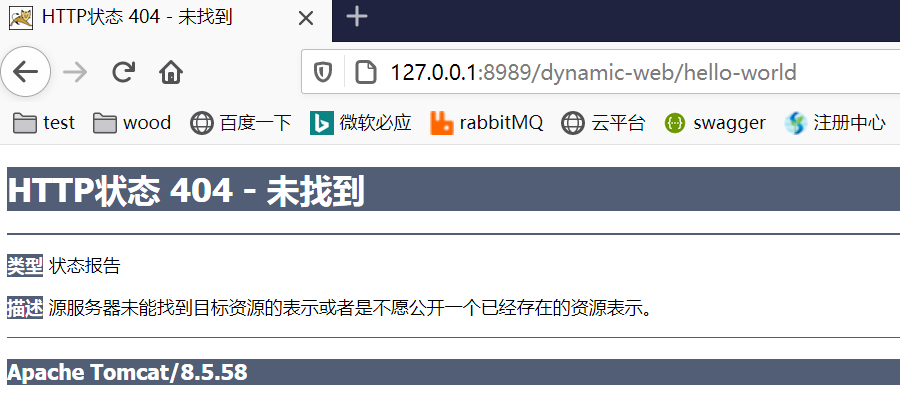 HTTP状态 404 - 未找到
127.0.0.1:8989/dynamic-web/hello-world
test wood 百度一下 微软必应 rabbitMQ 云平台 swagger 注册中心
HTTP状态 404 - 未找到
类型 状态报告
描述 源服务器未能找到目标资源的表示或者是不愿公开一个已经存在的资源表示。
Apache Tomcat/8.5.58